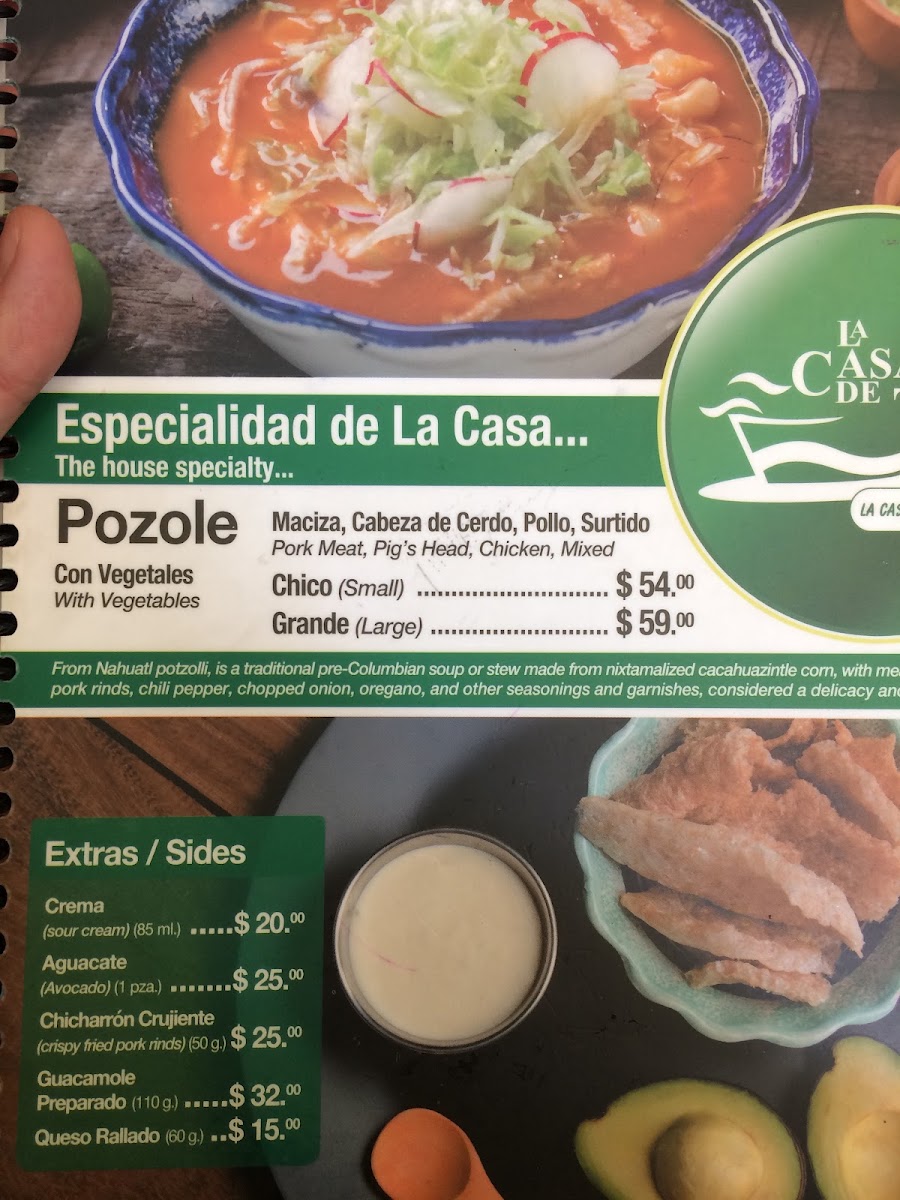 LA
CASA
DE
LA CAS
Especialidad de La Casa...
The house specialty...
Pozole
Con Vegetales
With Vegetables
Maciza, Cabeza de Cerdo, Pollo, Surtido
Pork Meat, Pig's Head, Chicken, Mixed
Chico (Small) ............................ $ 54.00
Grande (Large) .......................... $ 59.00
From Nahuatl potzolli, is a traditional pre-Columbian soup or stew made from nixtamalized cacahuazintle corn, with me
pork rinds, chili pepper, chopped onion, oregano, and other seasonings and garnishes, considered a delicacy and
Extras / Sides
Crema
(sour cream) (85 ml.) .....$ 20.00
Aguacate
(Avocado) (1 pza.) .......$ 25.00
Chicharrón Crujiente
(crispy fried pork rinds) (50 g.) $ 25.00
Guacamole
Preparado (110 g.) .....$ 32.00
Queso Rallado (60 g.) ..$ 15.00